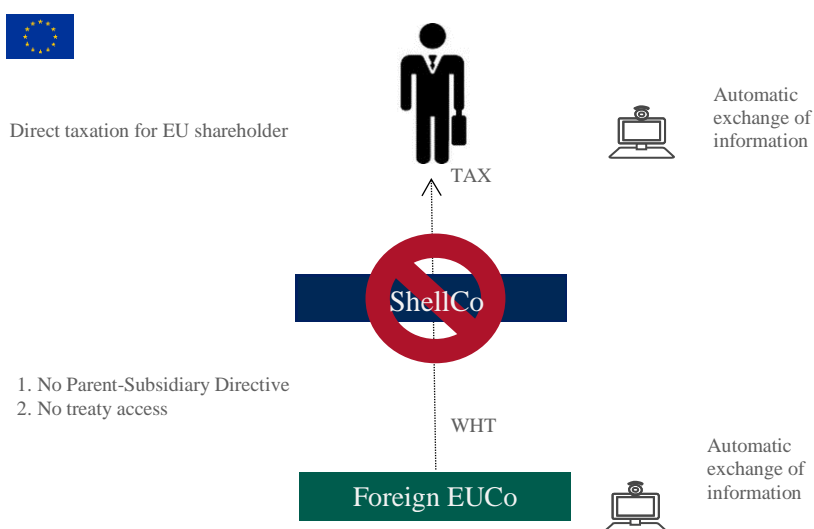 Automatic
exchange of
information
Direct taxation for EU shareholder
TAX
ShellCo
1. No Parent-Subsidiary Directive
2. No treaty access
WHT
Automatic
exchange of
information
Foreign EUCo